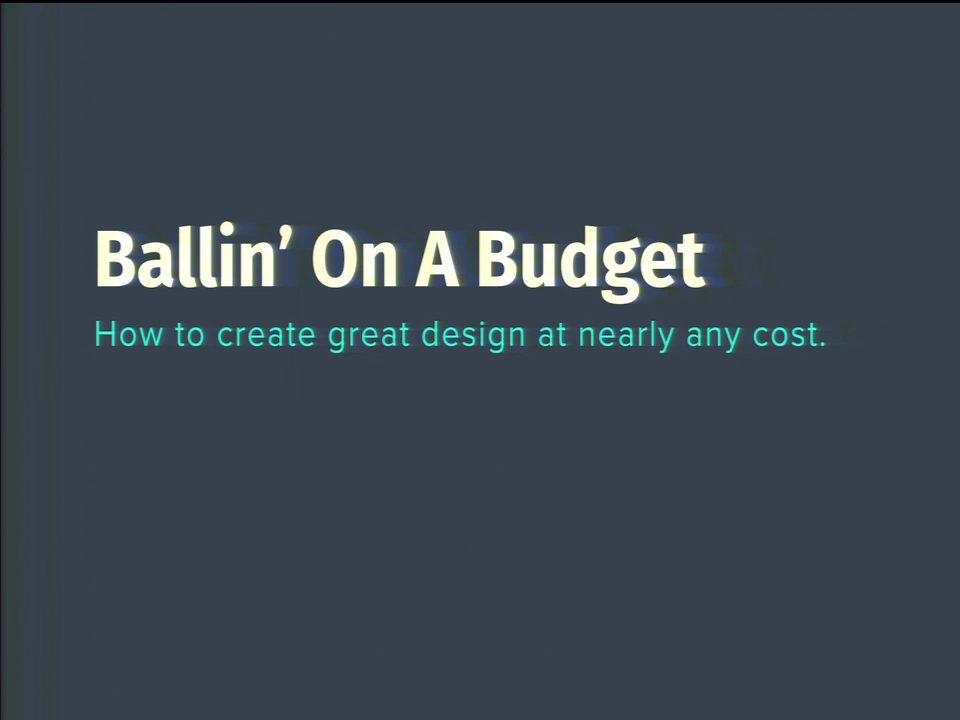 Ballin’ On A Budget
How to create great design at nearly any cost.